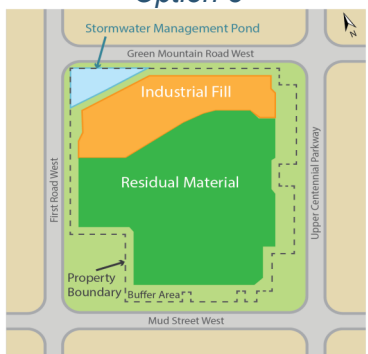 Stormwater Management Pond
Green Mountain Road West
N
Industrial Fill
Residual Material
First Road West
Upper Centennial Parkway
Property
Boundary
Buffer Area
Mud Street West